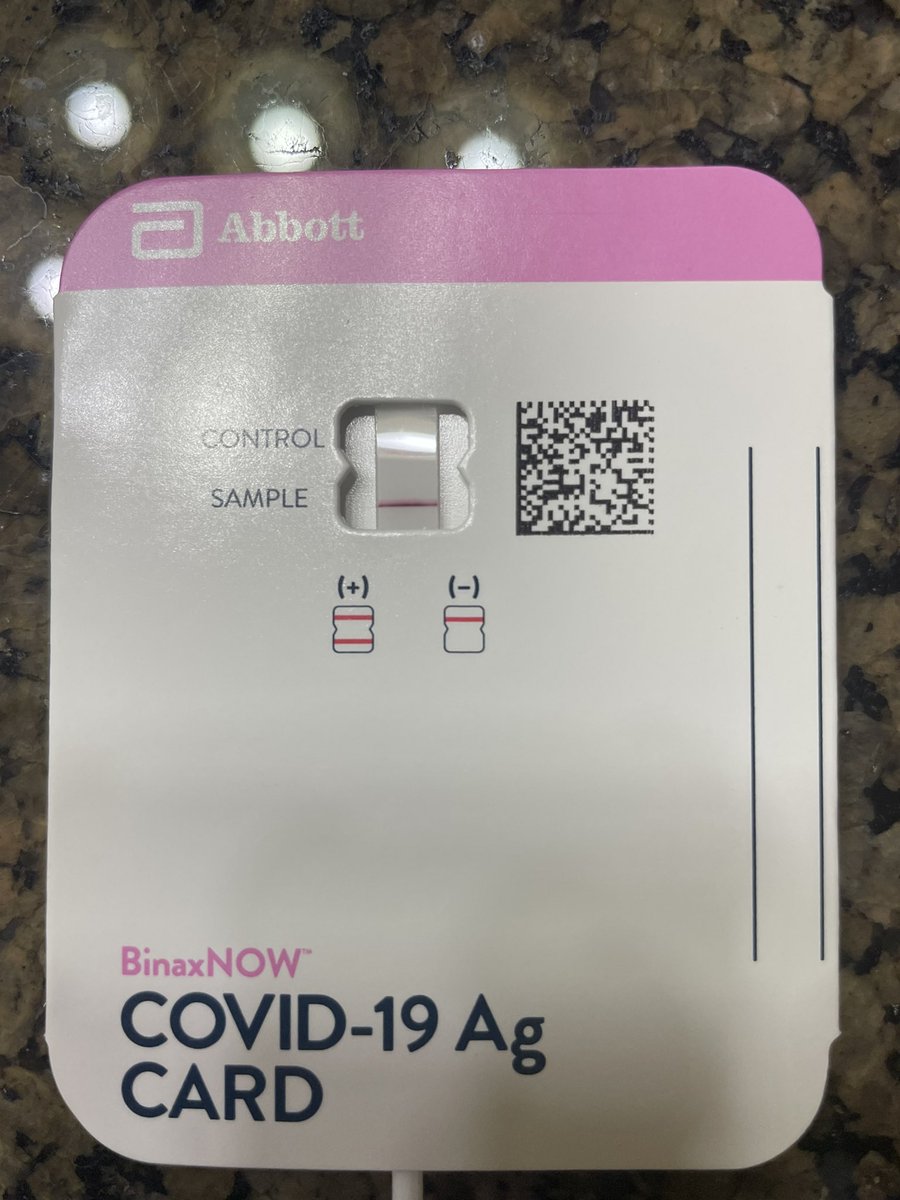 Abbott
CONTROL
SAMPLE
(+) (-)
BinaxNOW™
COVID-19 Ag
CARD